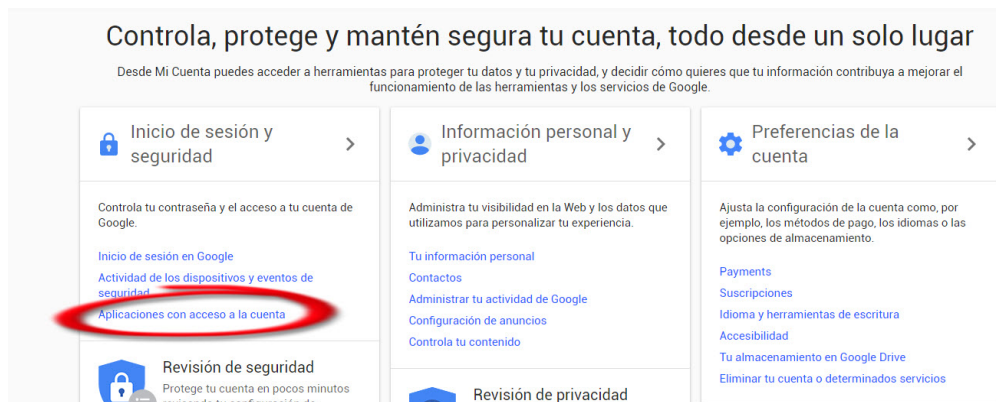 Controla, protege y mantén segura tu cuenta, todo desde un solo lugar
Desde Mi Cuenta puedes acceder a herramientas para proteger tu datos y tu privacidad, y decidir cómo quieres que tu información contribuya a mejorar el
funcionamiento de las herramientas y los servicios de Google.
Inicio de sesión y
seguridad
Controla tu contraseña y el acceso a tu cuenta de
Google.
Inicio de sesión en Google
Actividad de los dispositivos y eventos de
seguridad
Aplicaciones con acceso a la cuenta
Revisión de seguridad
Protege tu cuenta en pocos minutos
revisando tu configuración de
Información personal y
privacidad
Administra tu visibilidad en la Web y los datos que
utilizamos para personalizar tu experiencia.
Tu información personal
Contactos
Administrar tu actividad de Google
Configuración de anuncios
Controla tu contenido
Revisión de privacidad
Preferencias de la
cuenta
Ajusta la configuración de la cuenta como, por
ejemplo, los métodos de pago, los idiomas o las
opciones de almacenamiento.
Payments
Suscripciones
Idioma y herramientas de escritura
Accesibilidad
Tu almacenamiento en Google Drive
Eliminar tu cuenta o determinados servicios